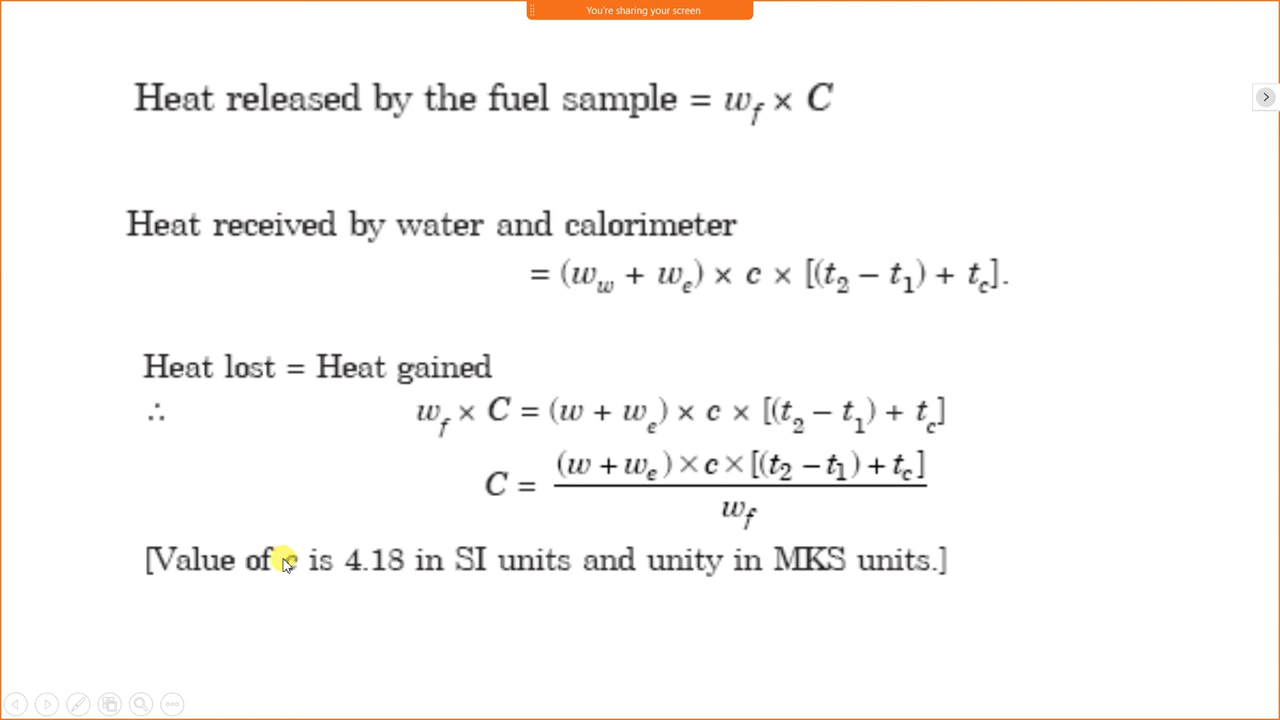 You're sharing your screen
Heat released by the fuel sample = w_f × C
Heat received by water and calorimeter
= (w_w + w_e) × c × [(t_2 − t_1) + t_c].
Heat lost = Heat gained
∴ w_f × C = (w + w_e) × c × [(t_2 − t_1) + t_c]
C = (w + w_e) × c × [(t_2 − t_1) + t_c] / w_f
[Value of c is 4.18 in SI units and unity in MKS units.]